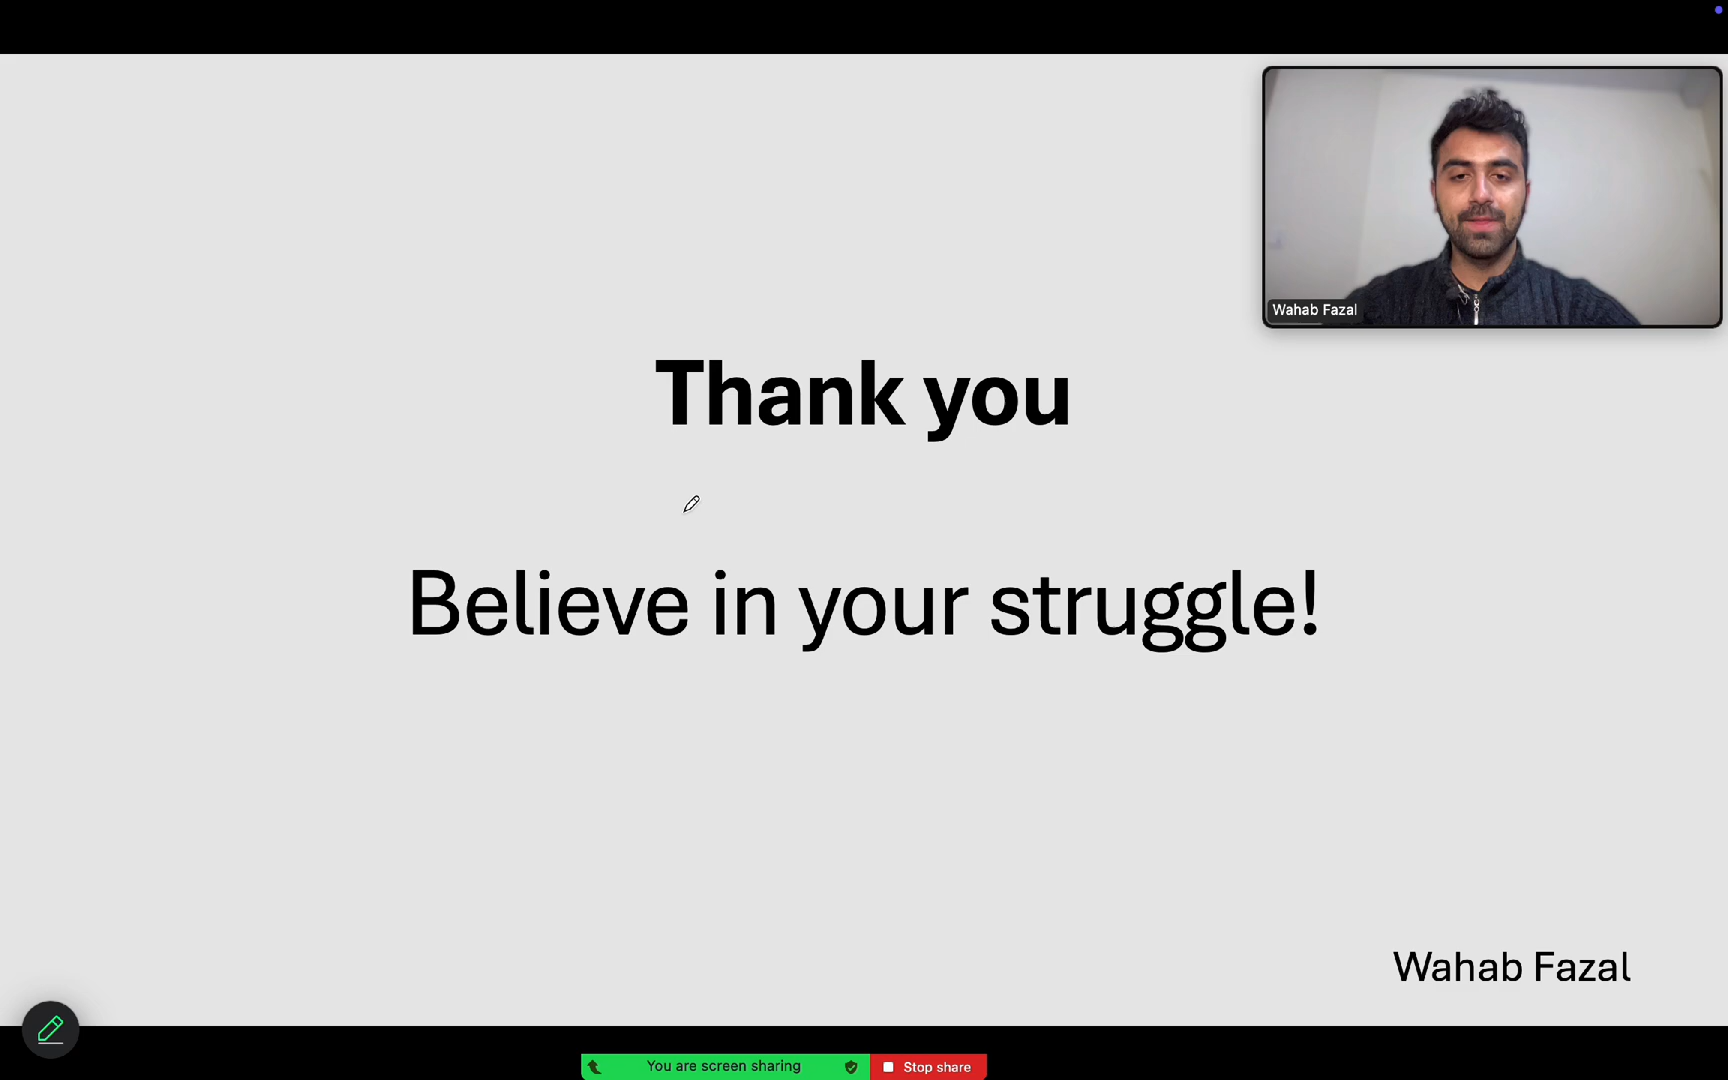 Wahab Fazal
Thank you
Believe in your struggle!
Wahab Fazal
You are screen sharing
Stop share